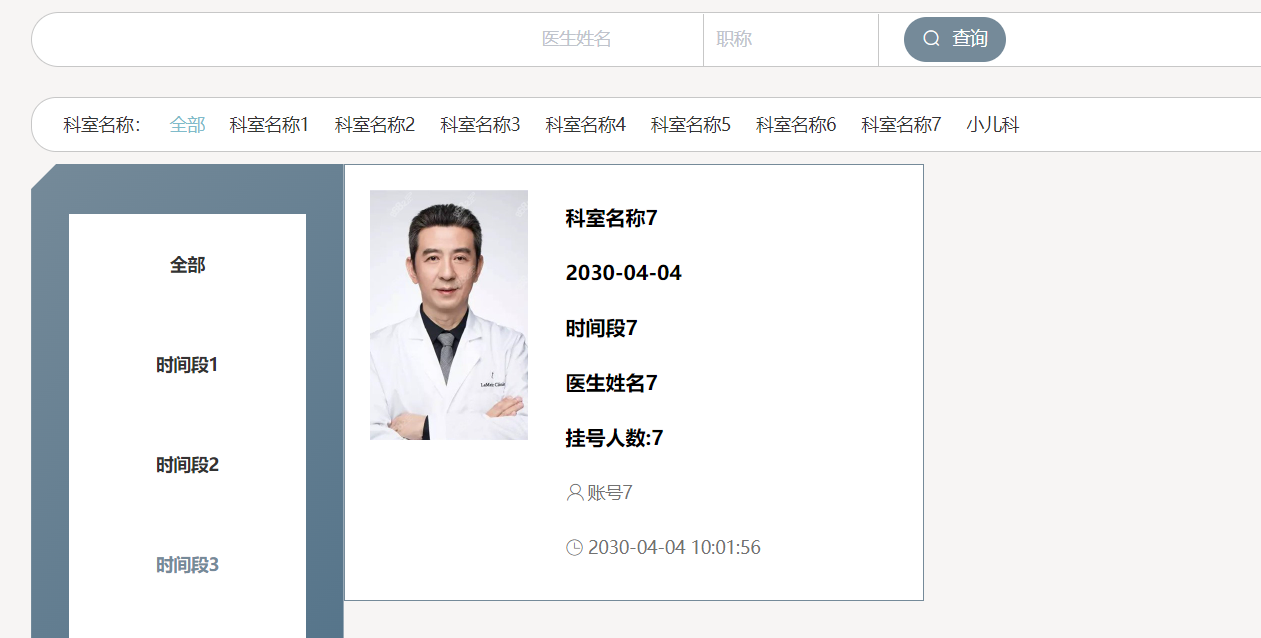 医生姓名 职称 查询
科室名称: 全部 科室名称1 科室名称2 科室名称3 科室名称4 科室名称5 科室名称6 科室名称7 小儿科
全部
时间段1
时间段2
时间段3
科室名称7
2030-04-04
时间段7
医生姓名7
挂号人数:7
账号7
2030-04-04 10:01:56